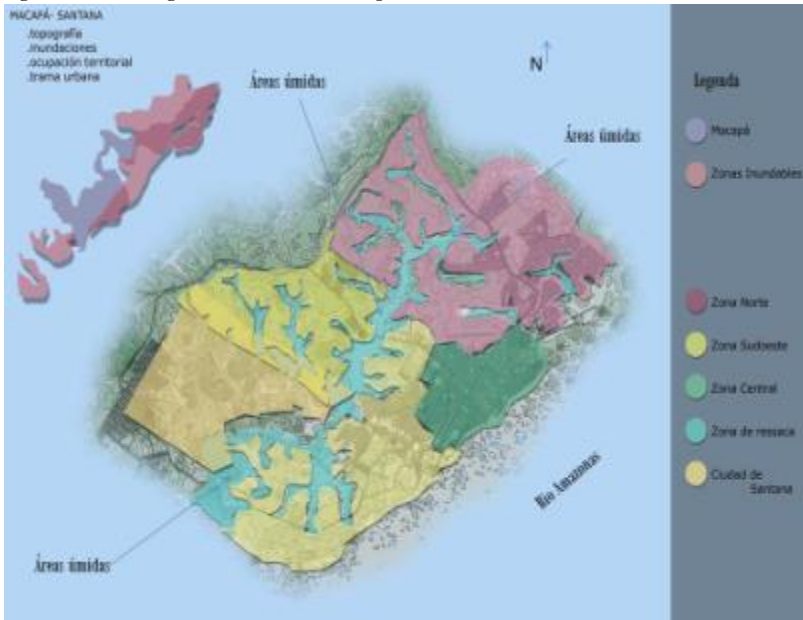 MACAPÁ- SANTANA
.topografía
.inundaciones
.ocupación territorial
.trama urbana
Áreas úmidas
N
Áreas úmidas
Legenda
Macapá
Zonas Inundables
Zona Norte
Zona Sudoeste
Zona Central
Zona de ressaca
Ciudad de
Santana
Rio Amazonas
Áreas úmidas